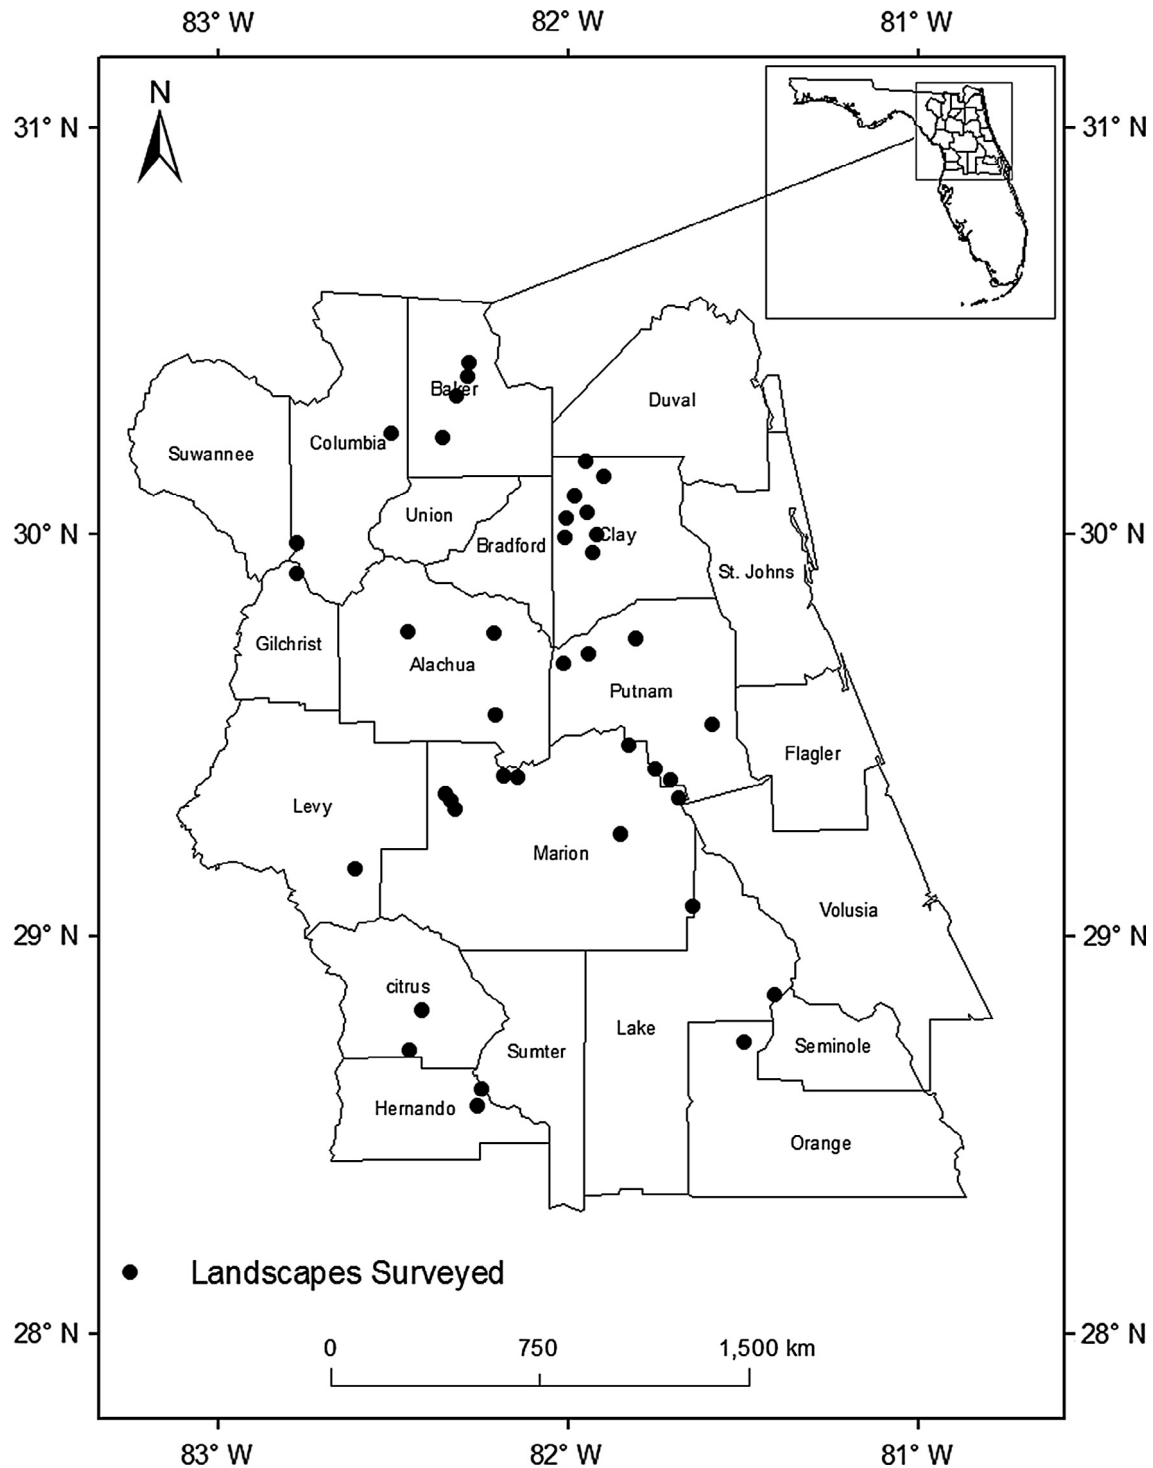 83° W 82° W 81° W
N
31° N 31° N
Duval
Baker
Columbia
Suwannee
Union
30° N Clay 30° N
Bradford
St. Johns
Gilchrist
Alachua
Putnam
Flagler
Levy
Marion
Volusia
29° N 29° N
citrus
Lake
Seminole
Sumter
Hernando
Orange
Landscapes Surveyed
28° N 28° N
0 750 1,500 km
83° W 82° W 81° W